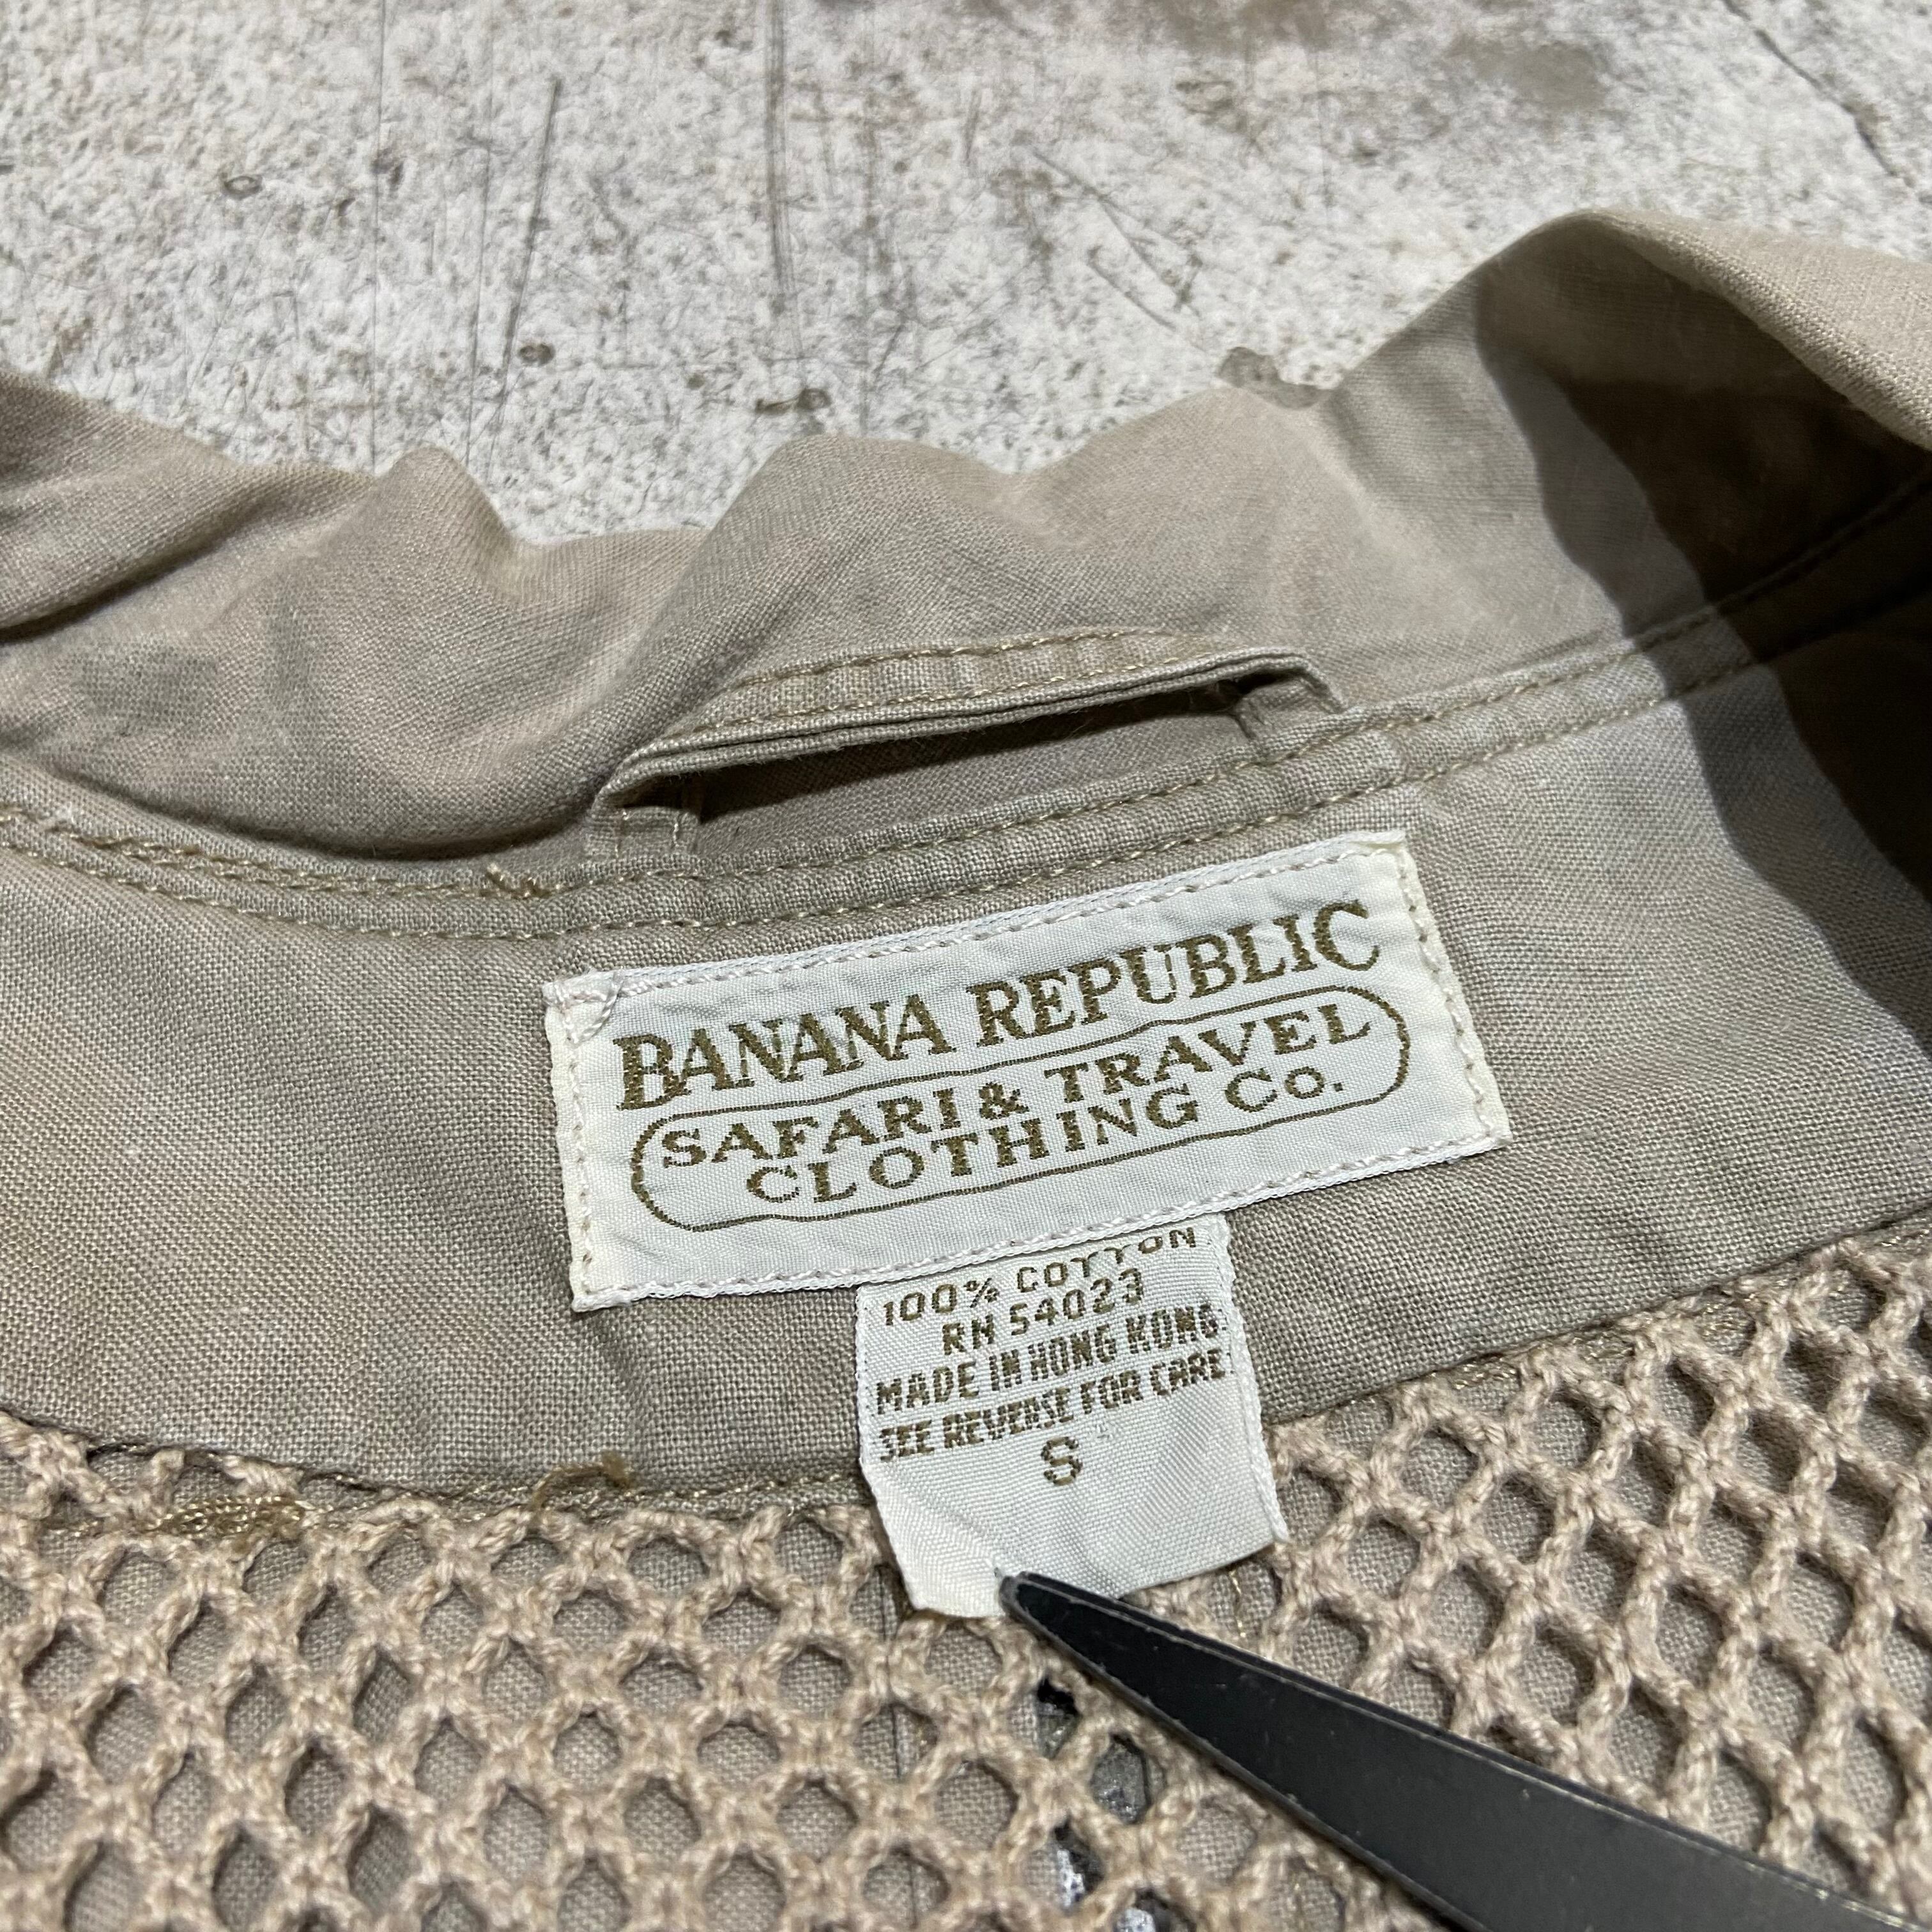 BANANA REPUBLIC
SAFARI & TRAVEL
CLOTHING Co.
100% COTTON
RN 54023
MADE IN HONG KONG
SEE REVERSE FOR CARE
S